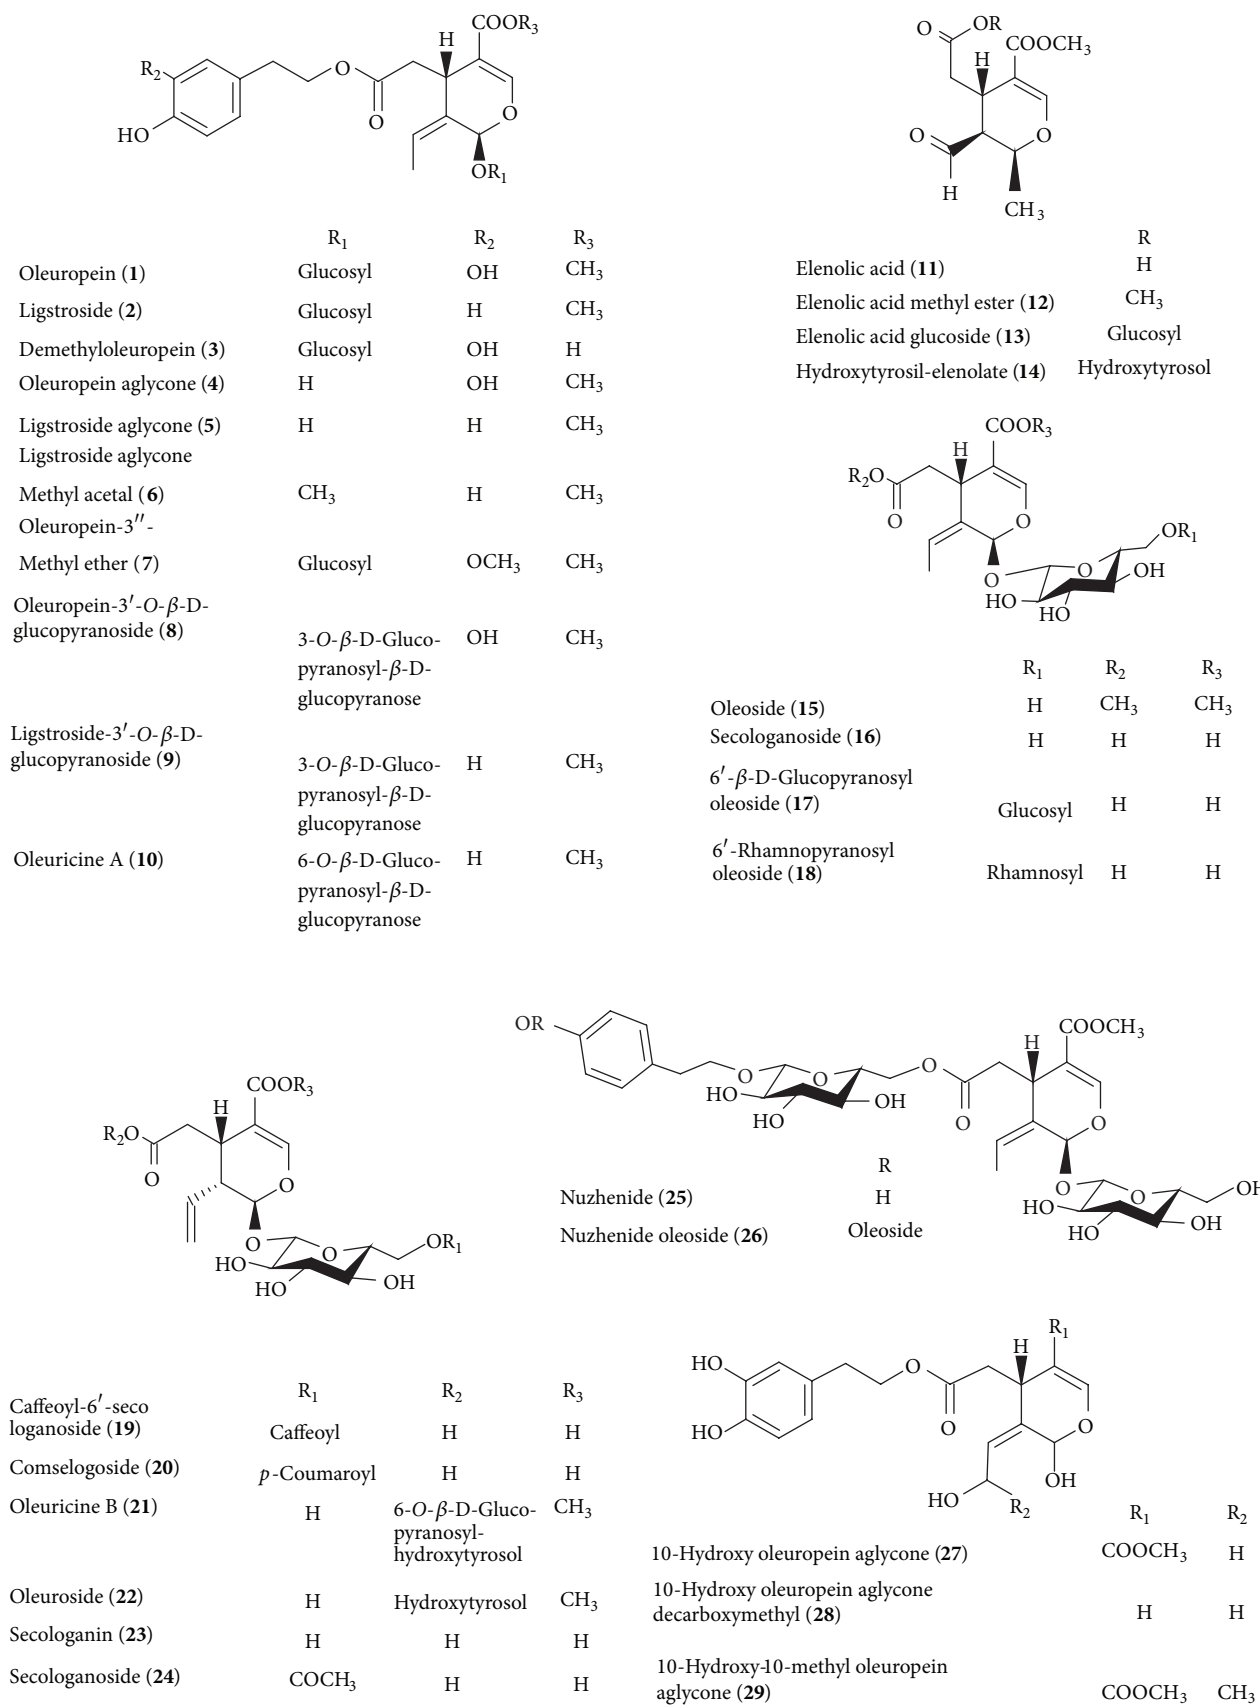 COOR3
H
R2
O
O
HO
O
OR1
R1 R2 R3
Oleuropein (1) Glucosyl OH CH3
Ligstroside (2) Glucosyl H CH3
Demethyloleuropein (3) Glucosyl OH H
Oleuropein aglycone (4) H OH CH3
Ligstroside aglycone (5) H H CH3
Ligstroside aglycone
Methyl acetal (6) CH3 H CH3
Oleuropein-3″-
Methyl ether (7) Glucosyl OCH3 CH3
Oleuropein-3′-O-β-D-
glucopyranoside (8)
3-O-β-D-Gluco- OH CH3
pyranosyl-β-D-
glucopyranose
Ligstroside-3′-O-β-D-
glucopyranoside (9)
3-O-β-D-Gluco- H CH3
pyranosyl-β-D-
glucopyranose
Oleuricine A (10) 6-O-β-D-Gluco- H CH3
pyranosyl-β-D-
glucopyranose
O OR
COOCH3
H
O
O
H
CH3
R
Elenolic acid (11) H
Elenolic acid methyl ester (12) CH3
Elenolic acid glucoside (13) Glucosyl
Hydroxytyrosil-elenolate (14) Hydroxytyrosol
COOR3
H
R2O
O
O
OR1
O
O
OH
HO
HO
R1 R2 R3
Oleoside (15) H CH3 CH3
Secologanoside (16) H H H
6′-β-D-Glucopyranosyl
oleoside (17) Glucosyl H H
6′-Rhamnopyranosyl
oleoside (18) Rhamnosyl H H
OR
COOCH3
H
O
O
O
HO
OH
HO
O
O
O
O
OH
HO
OH
HO
R
Nuzhenide (25) H
Nuzhenide oleoside (26) Oleoside
COOR3
H
R2O
O
O
O
O
OR1
HO
OH
HO
R1 R2 R3
Caffeoyl-6′-seco
loganoside (19) Caffeoyl H H
Comselogoside (20) p-Coumaroyl H H
Oleuricine B (21) H 6-O-β-D-Gluco- CH3
pyranosyl-
hydroxytyrosol
Oleuroside (22) H Hydroxytyrosol CH3
Secologanin (23) H H H
Secologanoside (24) COCH3 H H
R1
H
HO
O
HO
O
O
OH
HO
R2
R1 R2
10-Hydroxy oleuropein aglycone (27) COOCH3 H
10-Hydroxy oleuropein aglycone
decarboxymethyl (28) H H
10-Hydroxy-10-methyl oleuropein
aglycone (29) COOCH3 CH3